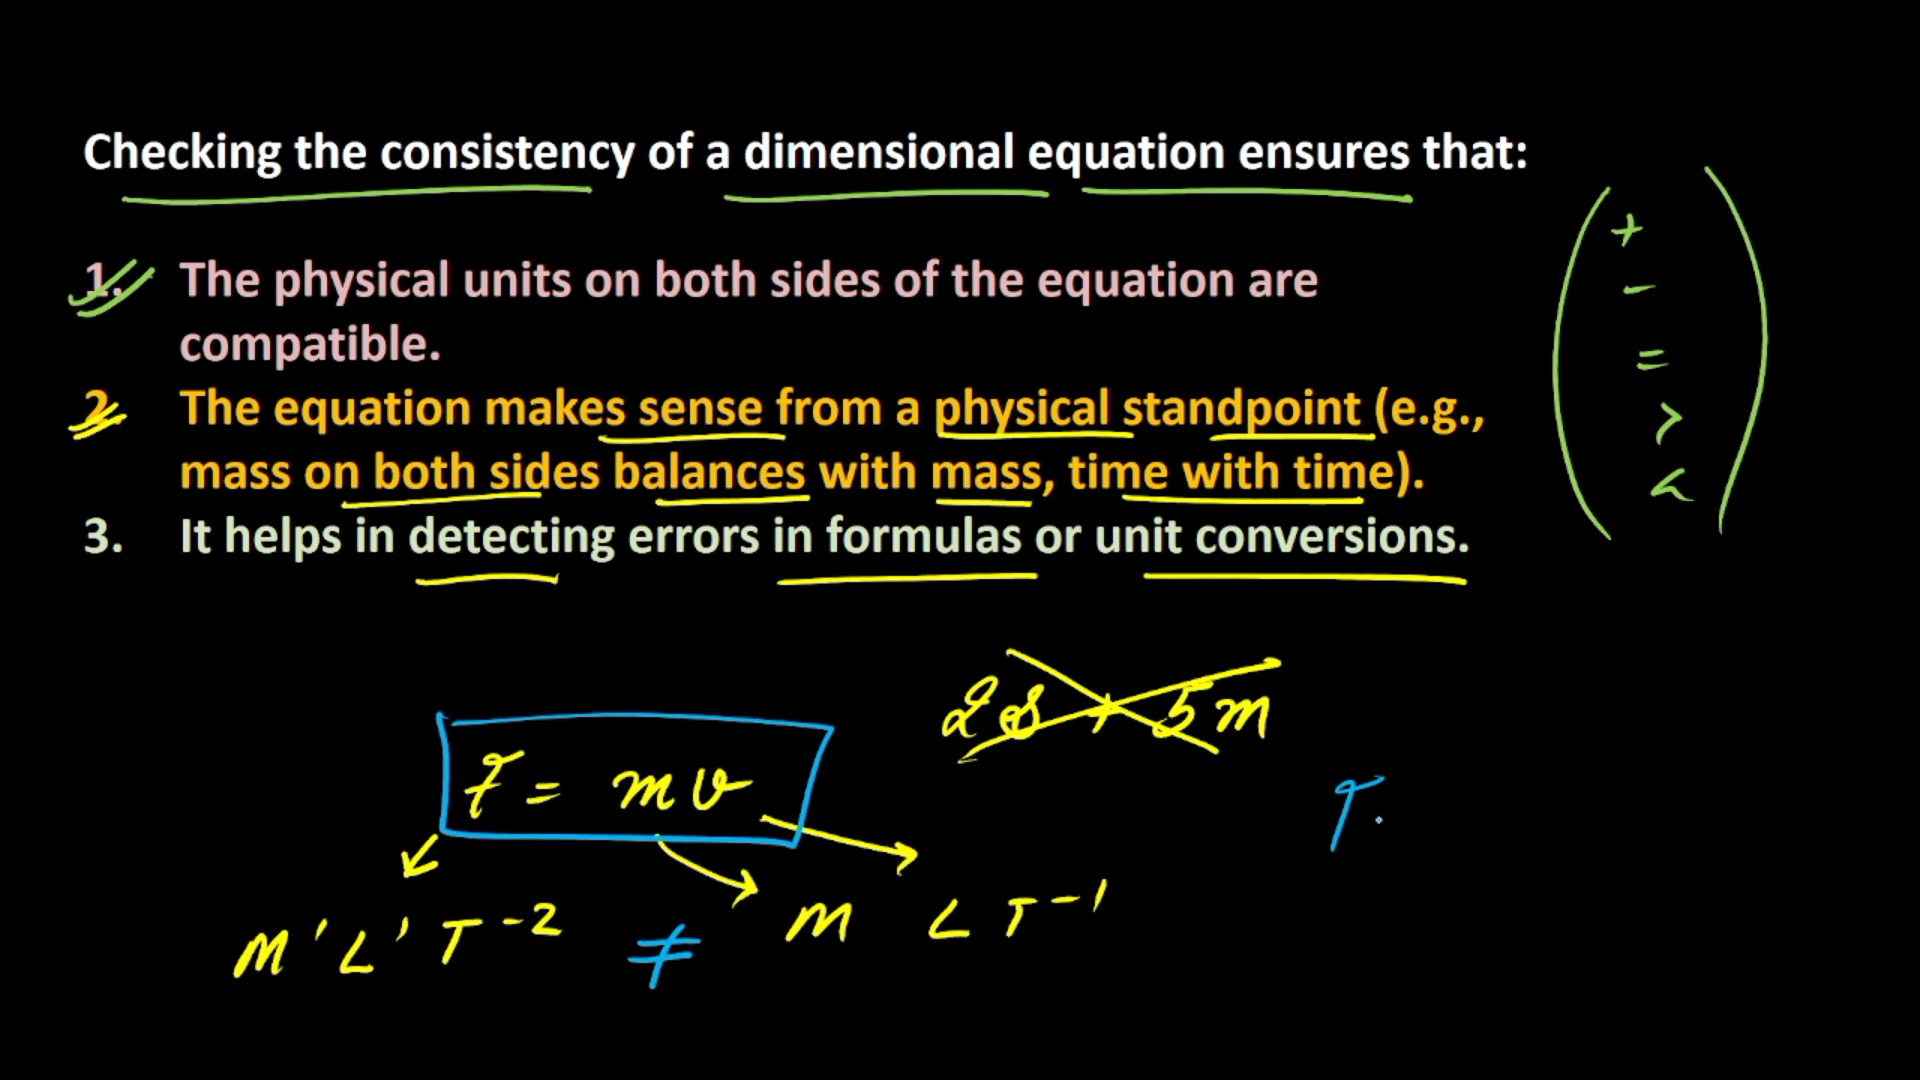 Checking the consistency of a dimensional equation ensures that:
1. The physical units on both sides of the equation are
compatible.
2. The equation makes sense from a physical standpoint (e.g.,
mass on both sides balances with mass, time with time).
3. It helps in detecting errors in formulas or unit conversions.
+
-
=
>
<
2s + 5m
F = mv
M¹L¹T⁻² ≠ M LT⁻¹